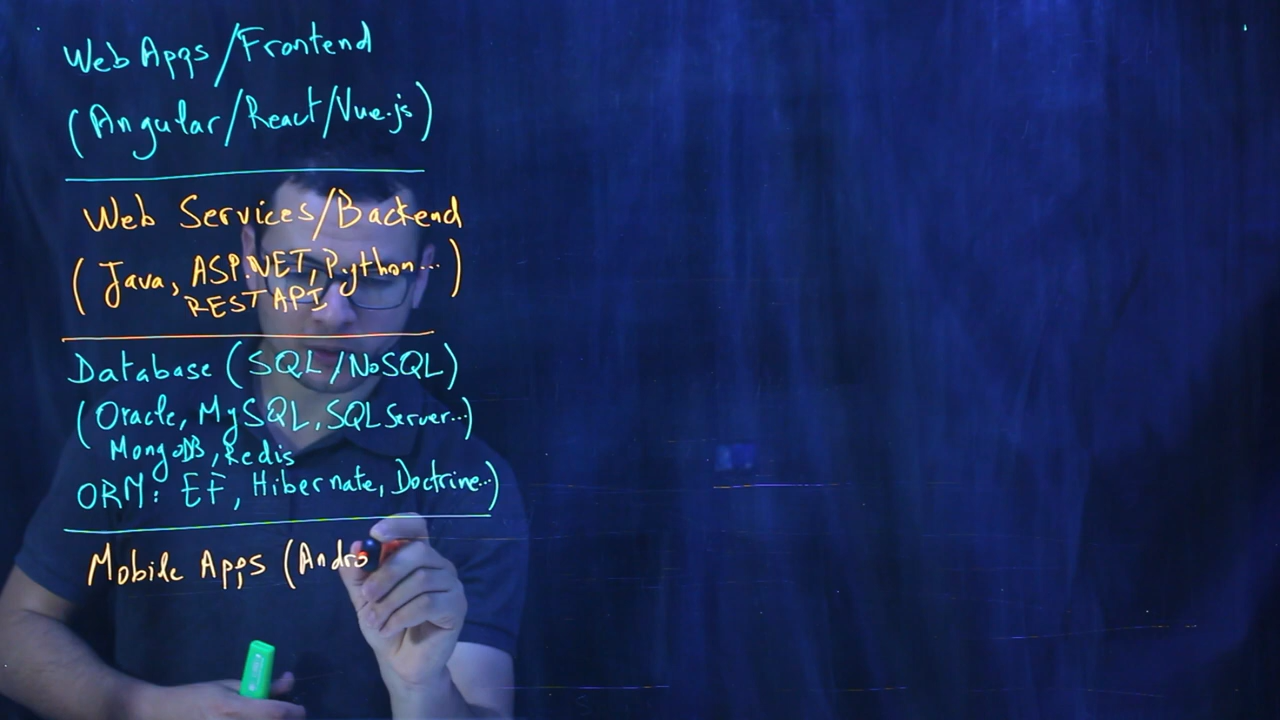 Web Apps/Frontend
(Angular/React/Vue.js)
Web Services/Backend
(Java, ASP.NET, Python...)
REST API
Database (SQL/NoSQL)
(Oracle, MySQL, SQL Server...)
MongoDB, Redis
ORM: EF, Hibernate, Doctrine...)
Mobile Apps (Andro